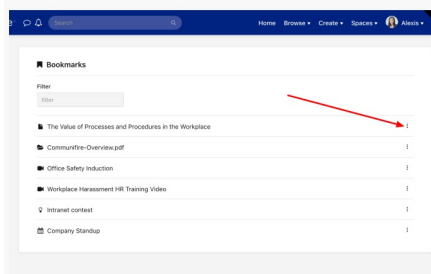 Search
Home Browse Create Spaces Alexis
Bookmarks
Filter
filter
The Value of Processes and Procedures in the Workplace
Communifire-Overview.pdf
Office Safety Induction
Workplace Harassment HR Training Video
Intranet contest
Company Standup